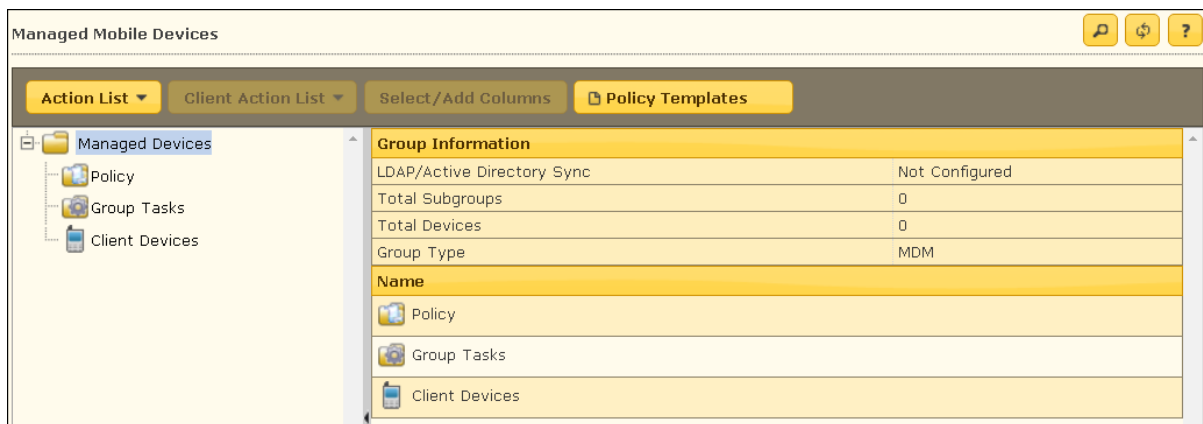 Managed Mobile Devices
?
Action List
Client Action List
Select/Add Columns
Policy Templates
Managed Devices
Policy
Group Tasks
Client Devices
Group Information
LDAP/Active Directory Sync Not Configured
Total Subgroups 0
Total Devices 0
Group Type MDM
Name
Policy
Group Tasks
Client Devices